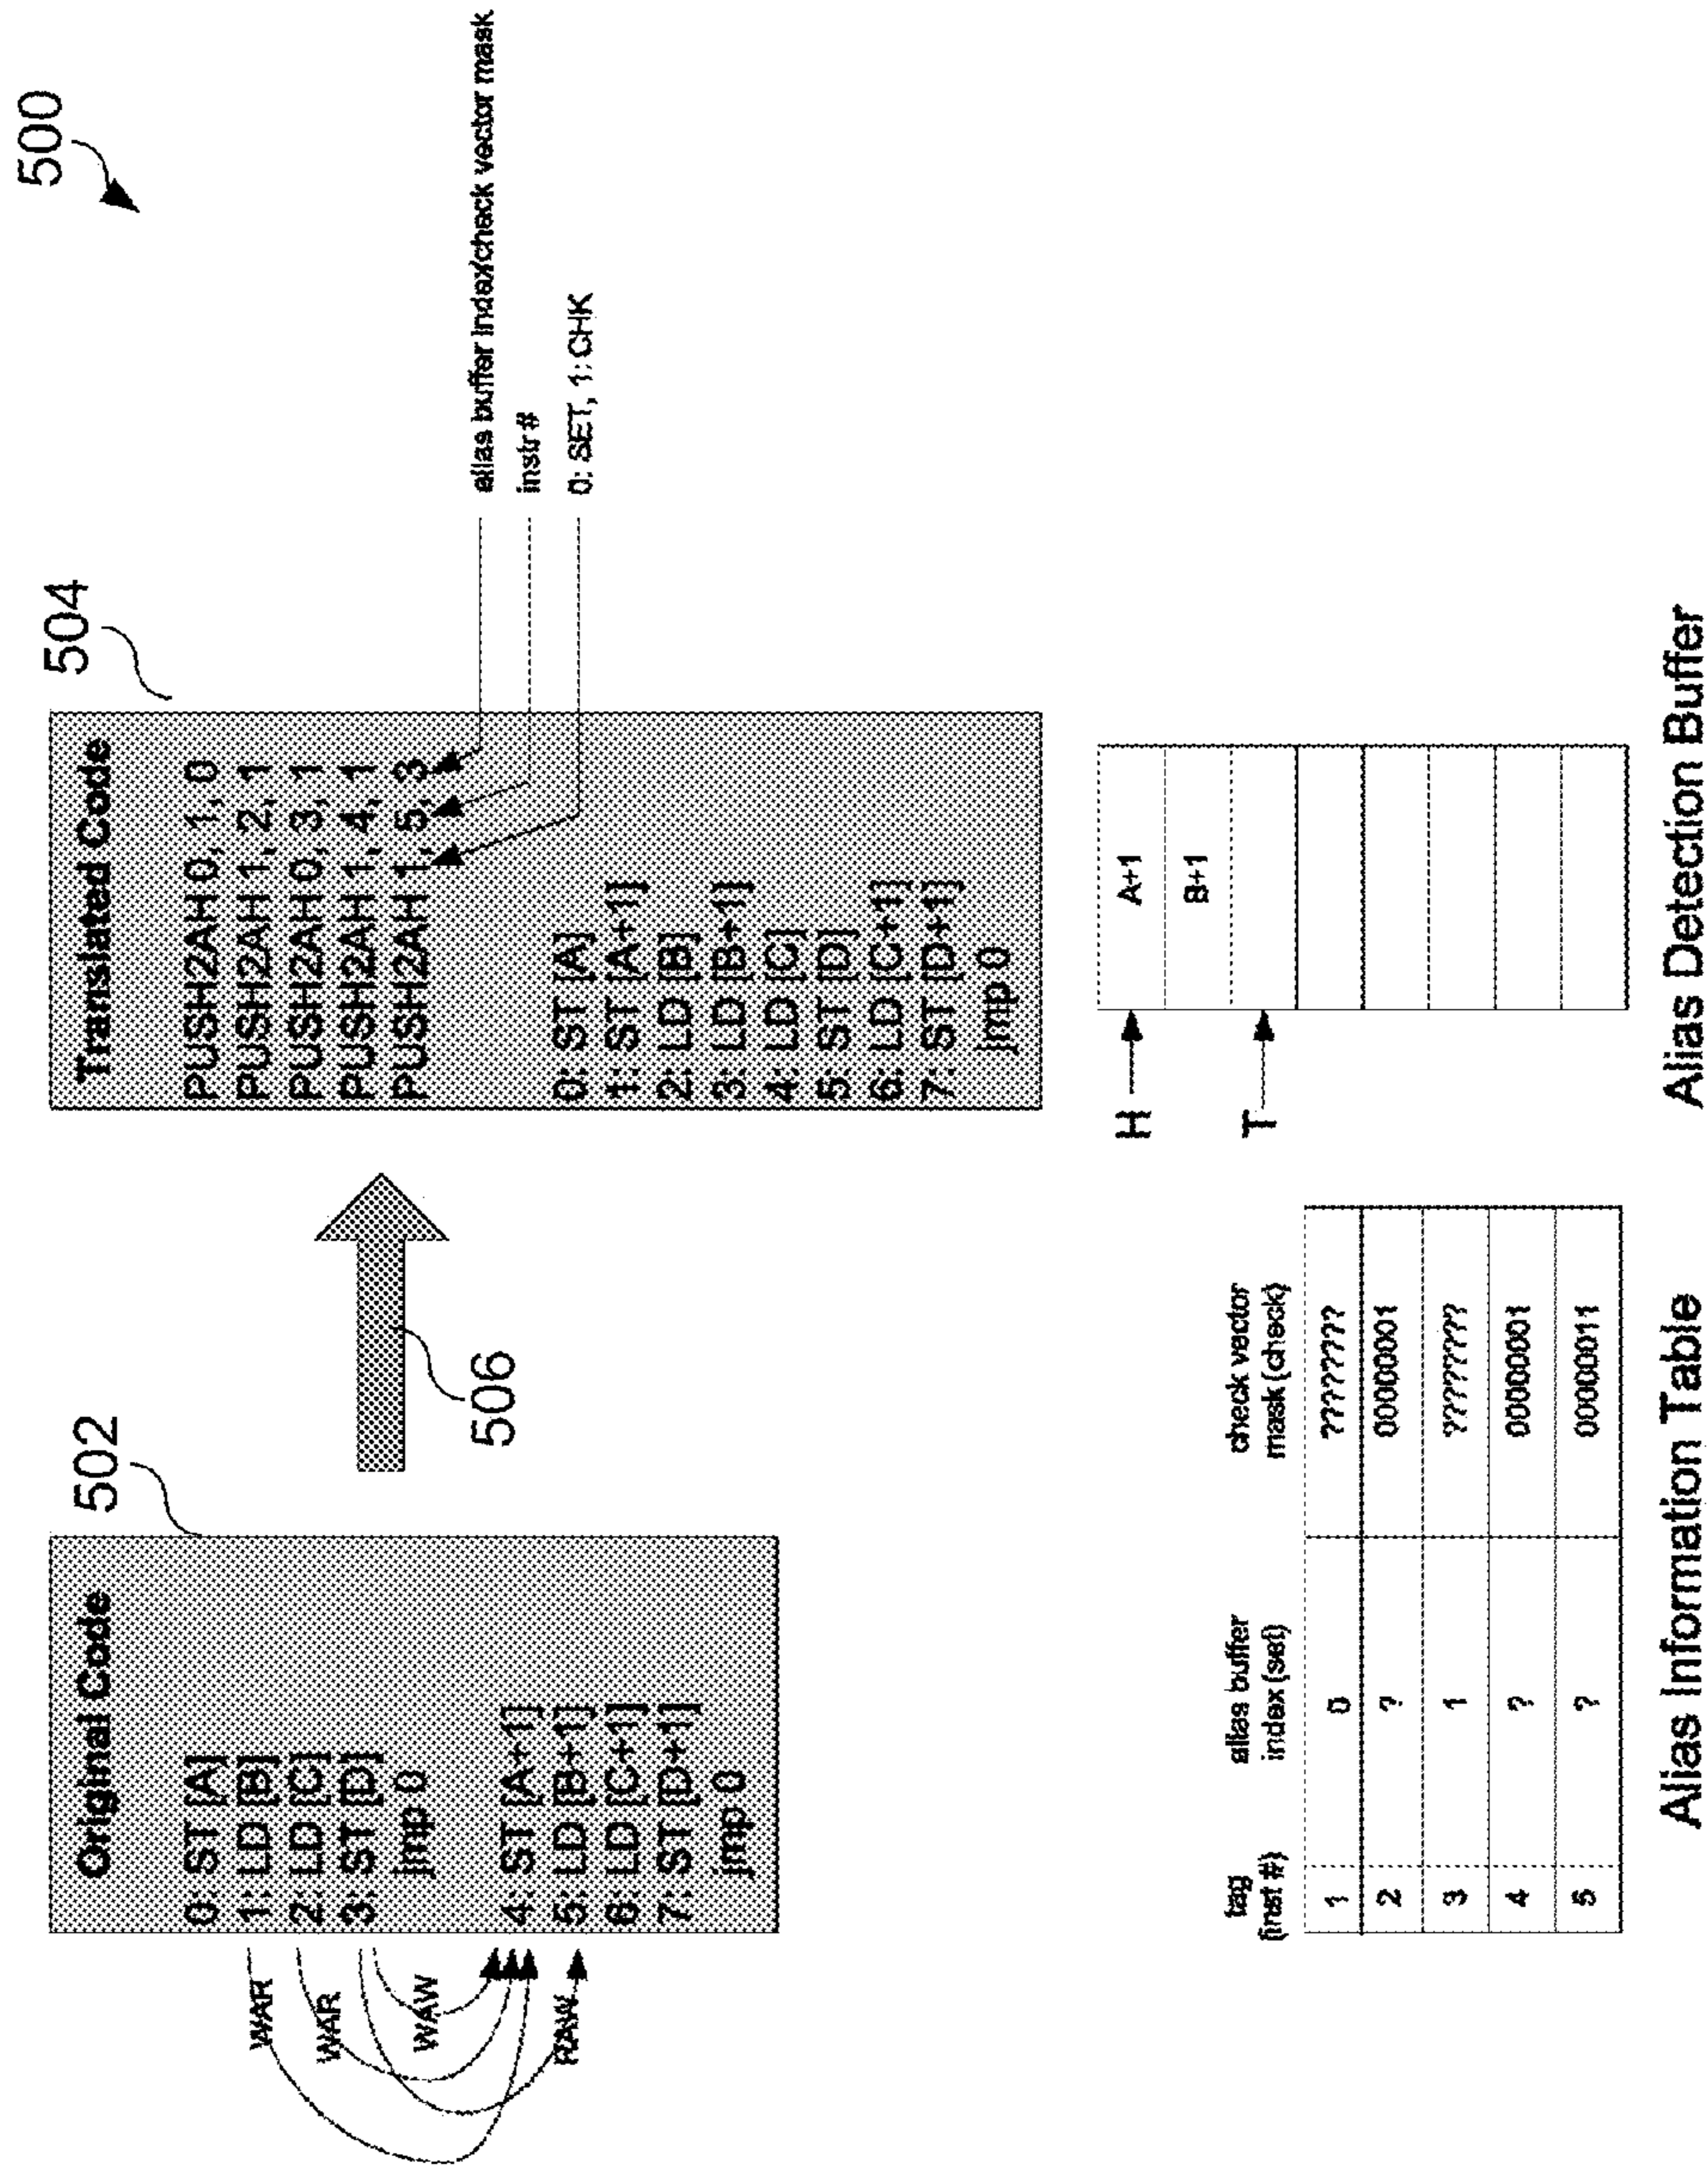 500
502
Original Code
0: ST [A]
1: LD [B]
2: LD [C]
3: ST [D]
jmp 0
4: ST [A+1]
5: LD [B+1]
6: LD [C+1]
7: ST [D+1]
jmp 0
WAR
WAR
WAW
RAW
506
504
Translated Code
PUSH2AH 0, 1, 0
PUSH2AH 1, 2, 1
PUSH2AH 0, 3, 1
PUSH2AH 1, 4, 1
PUSH2AH 1, 5, 3
alias buffer index/check vector mask
instr#
0: SET, 1: CHK
0: ST [A]
1: ST [A+1]
2: LD [B]
3: LD [B+1]
4: LD [C]
5: ST [D]
6: LD [C+1]
7: ST [D+1]
jmp 0
tag
(inst #)
alias buffer
index (set)
check vector
mask (check)
1 0 ????????
2 ? 00000001
3 1 ????????
4 ? 00000001
5 ? 00000011
Alias Information Table
H
T
A+1
B+1
Alias Detection Buffer